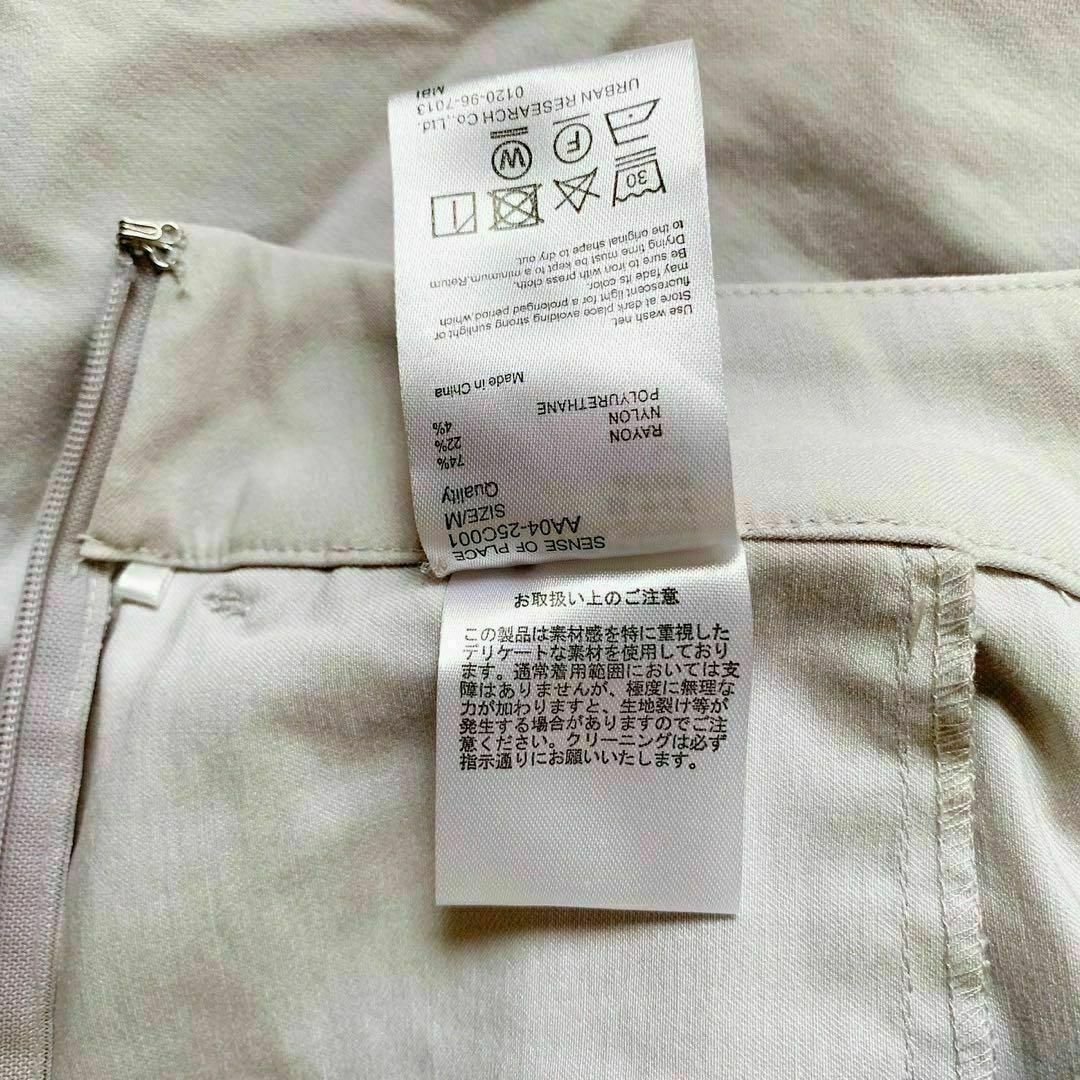 SENSE OF PLACE
AA04-25C001
SIZE/M
Quality
RAYON 74%
NYLON 22%
POLYURETHANE 4%
Made in China
Use wash net.
Store at dark place avoiding strong sunlight or
fluorescent light for a prolonged period which
may fade its color.
Be sure to iron with press cloth.
Drying time must be kept to a minimum.Return
to the original shape to dry out.
30
F
W
URBAN RESEARCH Co.,Ltd.
0120-96-7013
お取扱い上のご注意
この製品は素材感を特に重視した
デリケートな素材を使用しており
ます。通常着用範囲においては支
障はありませんが、極度に無理な
力が加わりますと、生地裂け等が
発生する場合がありますのでご注
意ください。クリーニングは必ず
指示通りにお願いいたします。